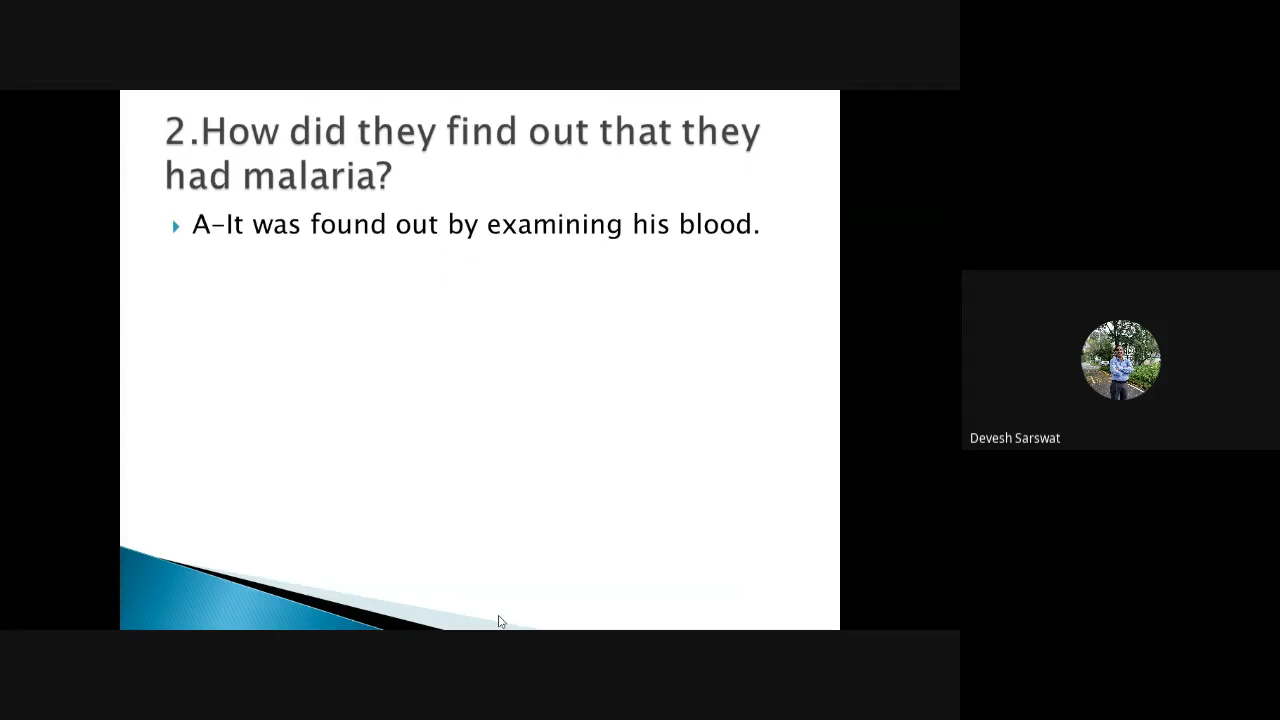 2.How did they find out that they
had malaria?
A-It was found out by examining his blood.
Devesh Sarswat